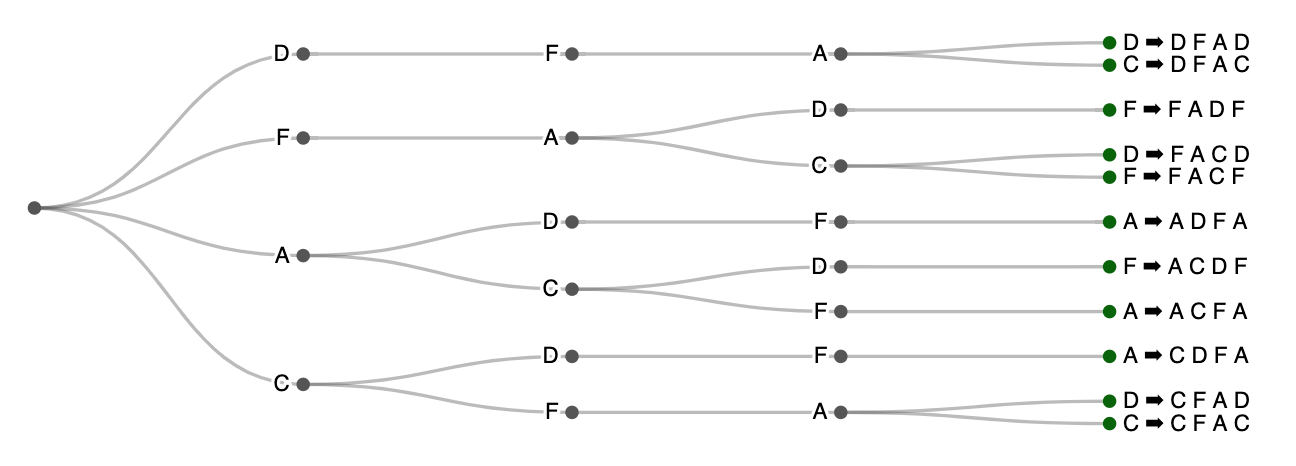 D F A D ➡ D F A D
C ➡ D F A C
F A D F ➡ F A D F
C D ➡ F A C D
F ➡ F A C F
A D F A ➡ A D F A
C D F ➡ A C D F
F A ➡ A C F A
C D F A ➡ C D F A
F A D ➡ C F A D
C ➡ C F A C